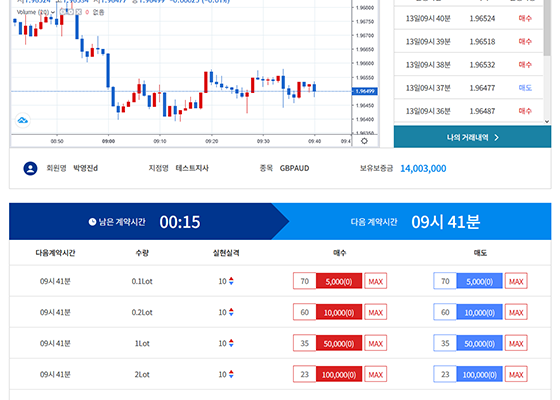 Volume (20) 0 없음
1.96800
1.96750
1.96700
1.96650
1.96600
1.96550
1.96499
1.96450
1.96400
1.96350
08:50 09:00 09:10 09:20 09:30 09:40 09:4
13일09시 40분 1.96524 매수
13일09시 39분 1.96518 매수
13일09시 38분 1.96532 매수
13일09시 37분 1.96477 매도
13일09시 36분 1.96487 매수
나의 거래내역
회원명 박영진d 지점명 테스트지사 종목 GBPAUD 보유보증금 14,003,000
남은 계약시간 00:15 다음 계약시간 09시 41분
다음계약시간 수량 실현실격 매수 매도
09시 41분 0.1Lot 10 70 5,000(0) MAX 70 5,000(0) MAX
09시 41분 0.2Lot 10 60 10,000(0) MAX 60 10,000(0) MAX
09시 41분 1Lot 10 35 50,000(0) MAX 35 50,000(0) MAX
09시 41분 2Lot 10 23 100,000(0) MAX 23 100,000(0) MAX